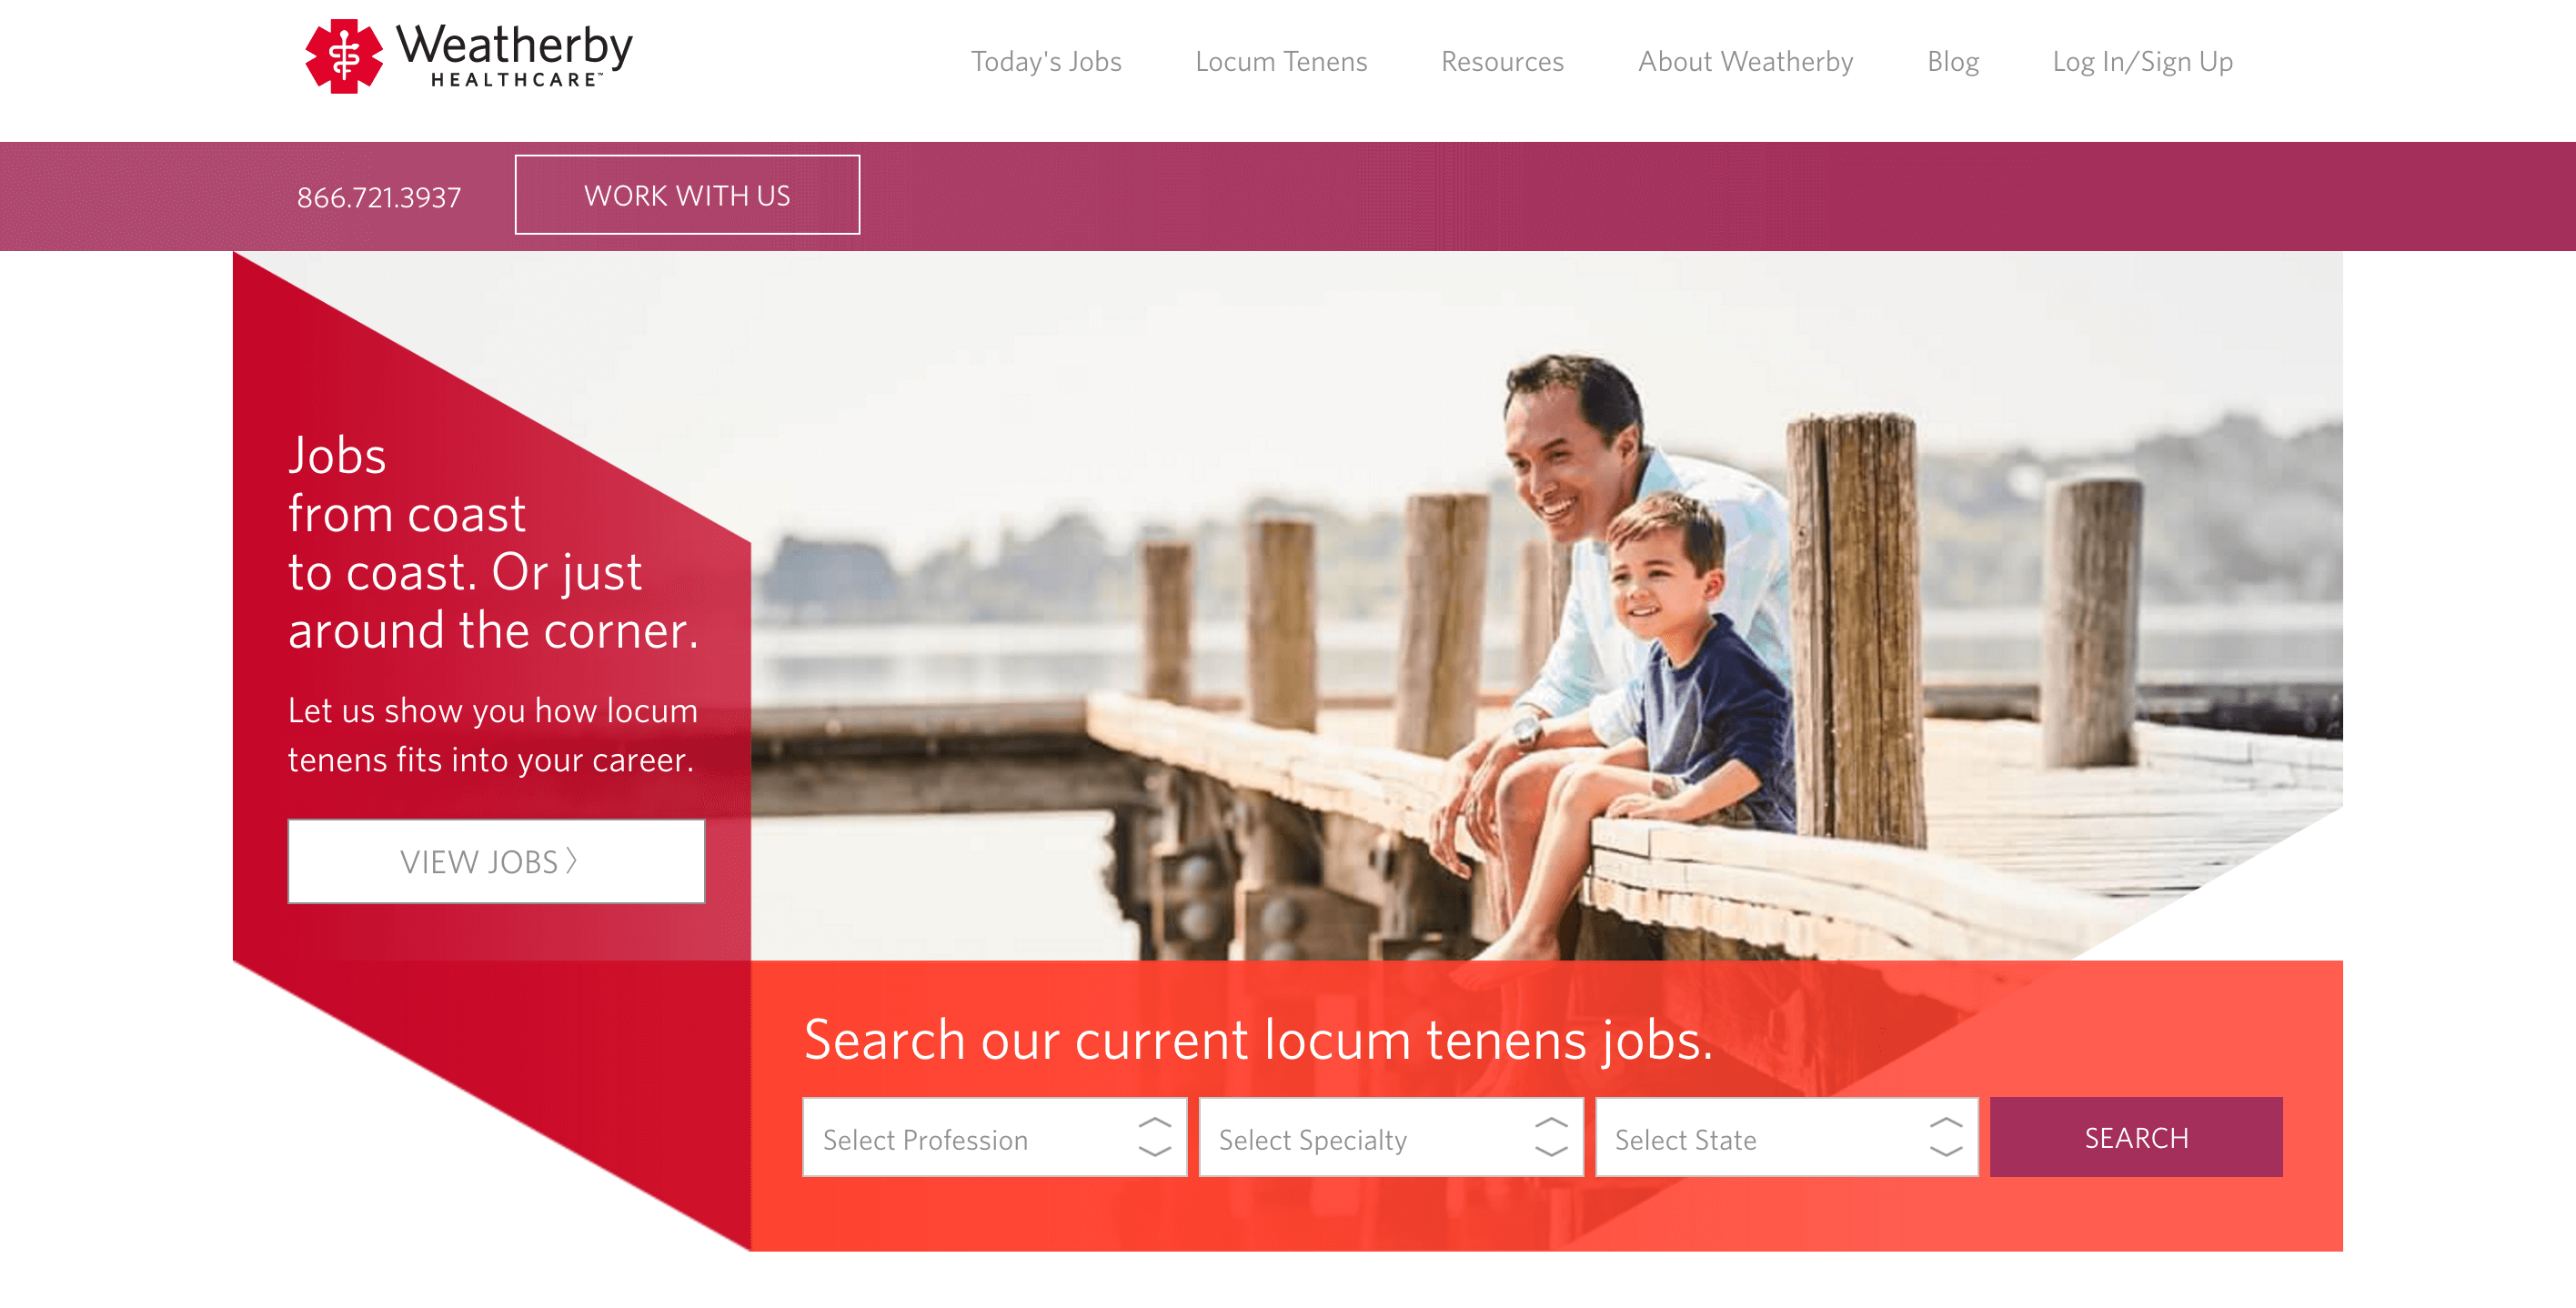 Weatherby
HEALTHCARE™
Today's Jobs
Locum Tenens
Resources
About Weatherby
Blog
Log In/Sign Up
866.721.3937
WORK WITH US
Jobs
from coast
to coast. Or just
around the corner.
Let us show you how locum
tenens fits into your career.
VIEW JOBS
Search our current locum tenens jobs.
Select Profession
Select Specialty
Select State
SEARCH